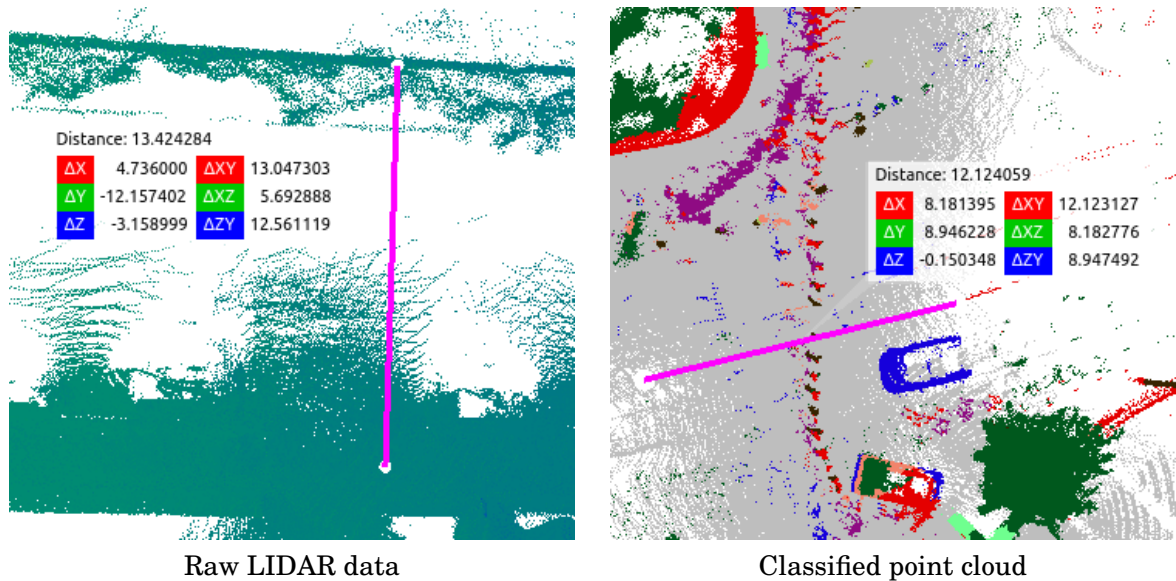 Distance: 13.424284
ΔX 4.736000 ΔXY 13.047303
ΔY -12.157402 ΔXZ 5.692888
ΔZ -3.158999 ΔZY 12.561119
Distance: 12.124059
ΔX 8.181395 ΔXY 12.123127
ΔY 8.946228 ΔXZ 8.182776
ΔZ -0.150348 ΔZY 8.947492
Raw LIDAR data
Classified point cloud